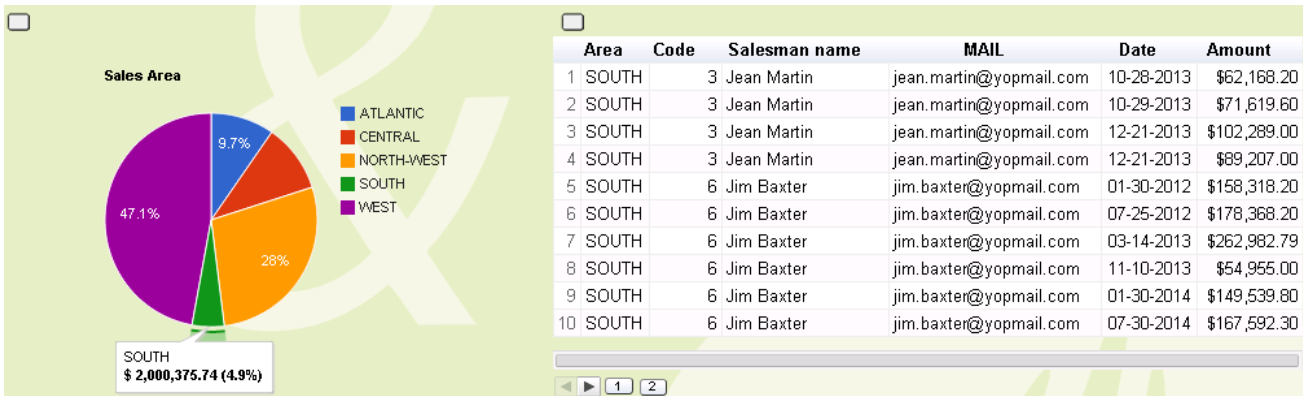 Sales Area
ATLANTIC
CENTRAL
NORTH-WEST
SOUTH
WEST
9.7%
47.1%
28%
SOUTH
$ 2,000,375.74 (4.9%)
Area Code Salesman name MAIL Date Amount
1 SOUTH 3 Jean Martin jean.martin@yopmail.com 10-28-2013 $62,168.20
2 SOUTH 3 Jean Martin jean.martin@yopmail.com 10-29-2013 $71,619.60
3 SOUTH 3 Jean Martin jean.martin@yopmail.com 12-21-2013 $102,289.00
4 SOUTH 3 Jean Martin jean.martin@yopmail.com 12-21-2013 $89,207.00
5 SOUTH 6 Jim Baxter jim.baxter@yopmail.com 01-30-2012 $158,318.20
6 SOUTH 6 Jim Baxter jim.baxter@yopmail.com 07-25-2012 $178,368.20
7 SOUTH 6 Jim Baxter jim.baxter@yopmail.com 03-14-2013 $262,982.79
8 SOUTH 6 Jim Baxter jim.baxter@yopmail.com 11-10-2013 $54,955.00
9 SOUTH 6 Jim Baxter jim.baxter@yopmail.com 01-30-2014 $149,539.80
10 SOUTH 6 Jim Baxter jim.baxter@yopmail.com 07-30-2014 $167,592.30
1 2